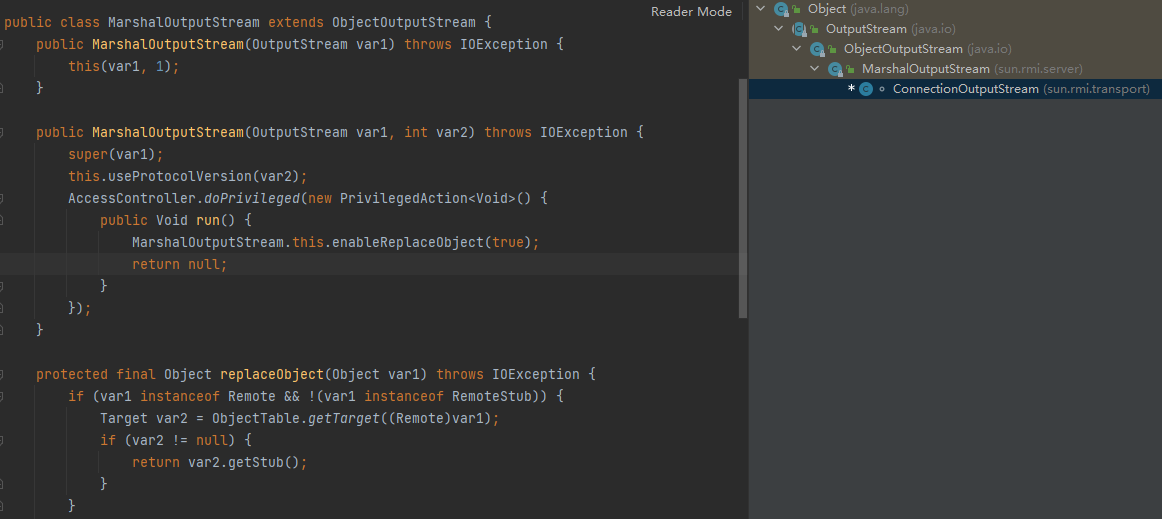 public class MarshalOutputStream extends ObjectOutputStream {
    public MarshalOutputStream(OutputStream var1) throws IOException {
        this(var1, 1);
    }
    public MarshalOutputStream(OutputStream var1, int var2) throws IOException {
        super(var1);
        this.useProtocolVersion(var2);
        AccessController.doPrivileged(new PrivilegedAction<Void>() {
            public Void run() {
                MarshalOutputStream.this.enableReplaceObject(true);
                return null;
            }
        });
    }
    protected final Object replaceObject(Object var1) throws IOException {
        if (var1 instanceof Remote && !(var1 instanceof RemoteStub)) {
            Target var2 = ObjectTable.getTarget((Remote)var1);
            if (var2 != null) {
                return var2.getStub();
            }
        }
Reader Mode
Object (java.lang)
OutputStream (java.io)
ObjectOutputStream (java.io)
MarshalOutputStream (sun.rmi.server)
* ConnectionOutputStream (sun.rmi.transport)